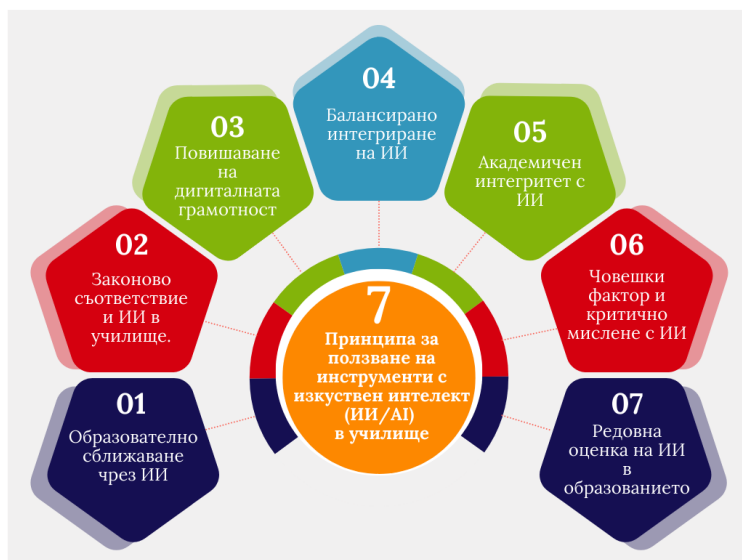 04
Балансирано
интегриране
на ИИ
03
Повишаване
на
дигиталната
грамотност
05
Академичен
интегритет с
ИИ
02
Законово
съответствие
и ИИ в
училище.
06
Човешки
фактор и
критично
мислене с ИИ
7
Принципа за
ползване на
инструменти с
изкуствен интелект
(ИИ/AI)
в училище
01
Образователно
сближаване
чрез ИИ
07
Редовна
оценка на ИИ
в
образованието